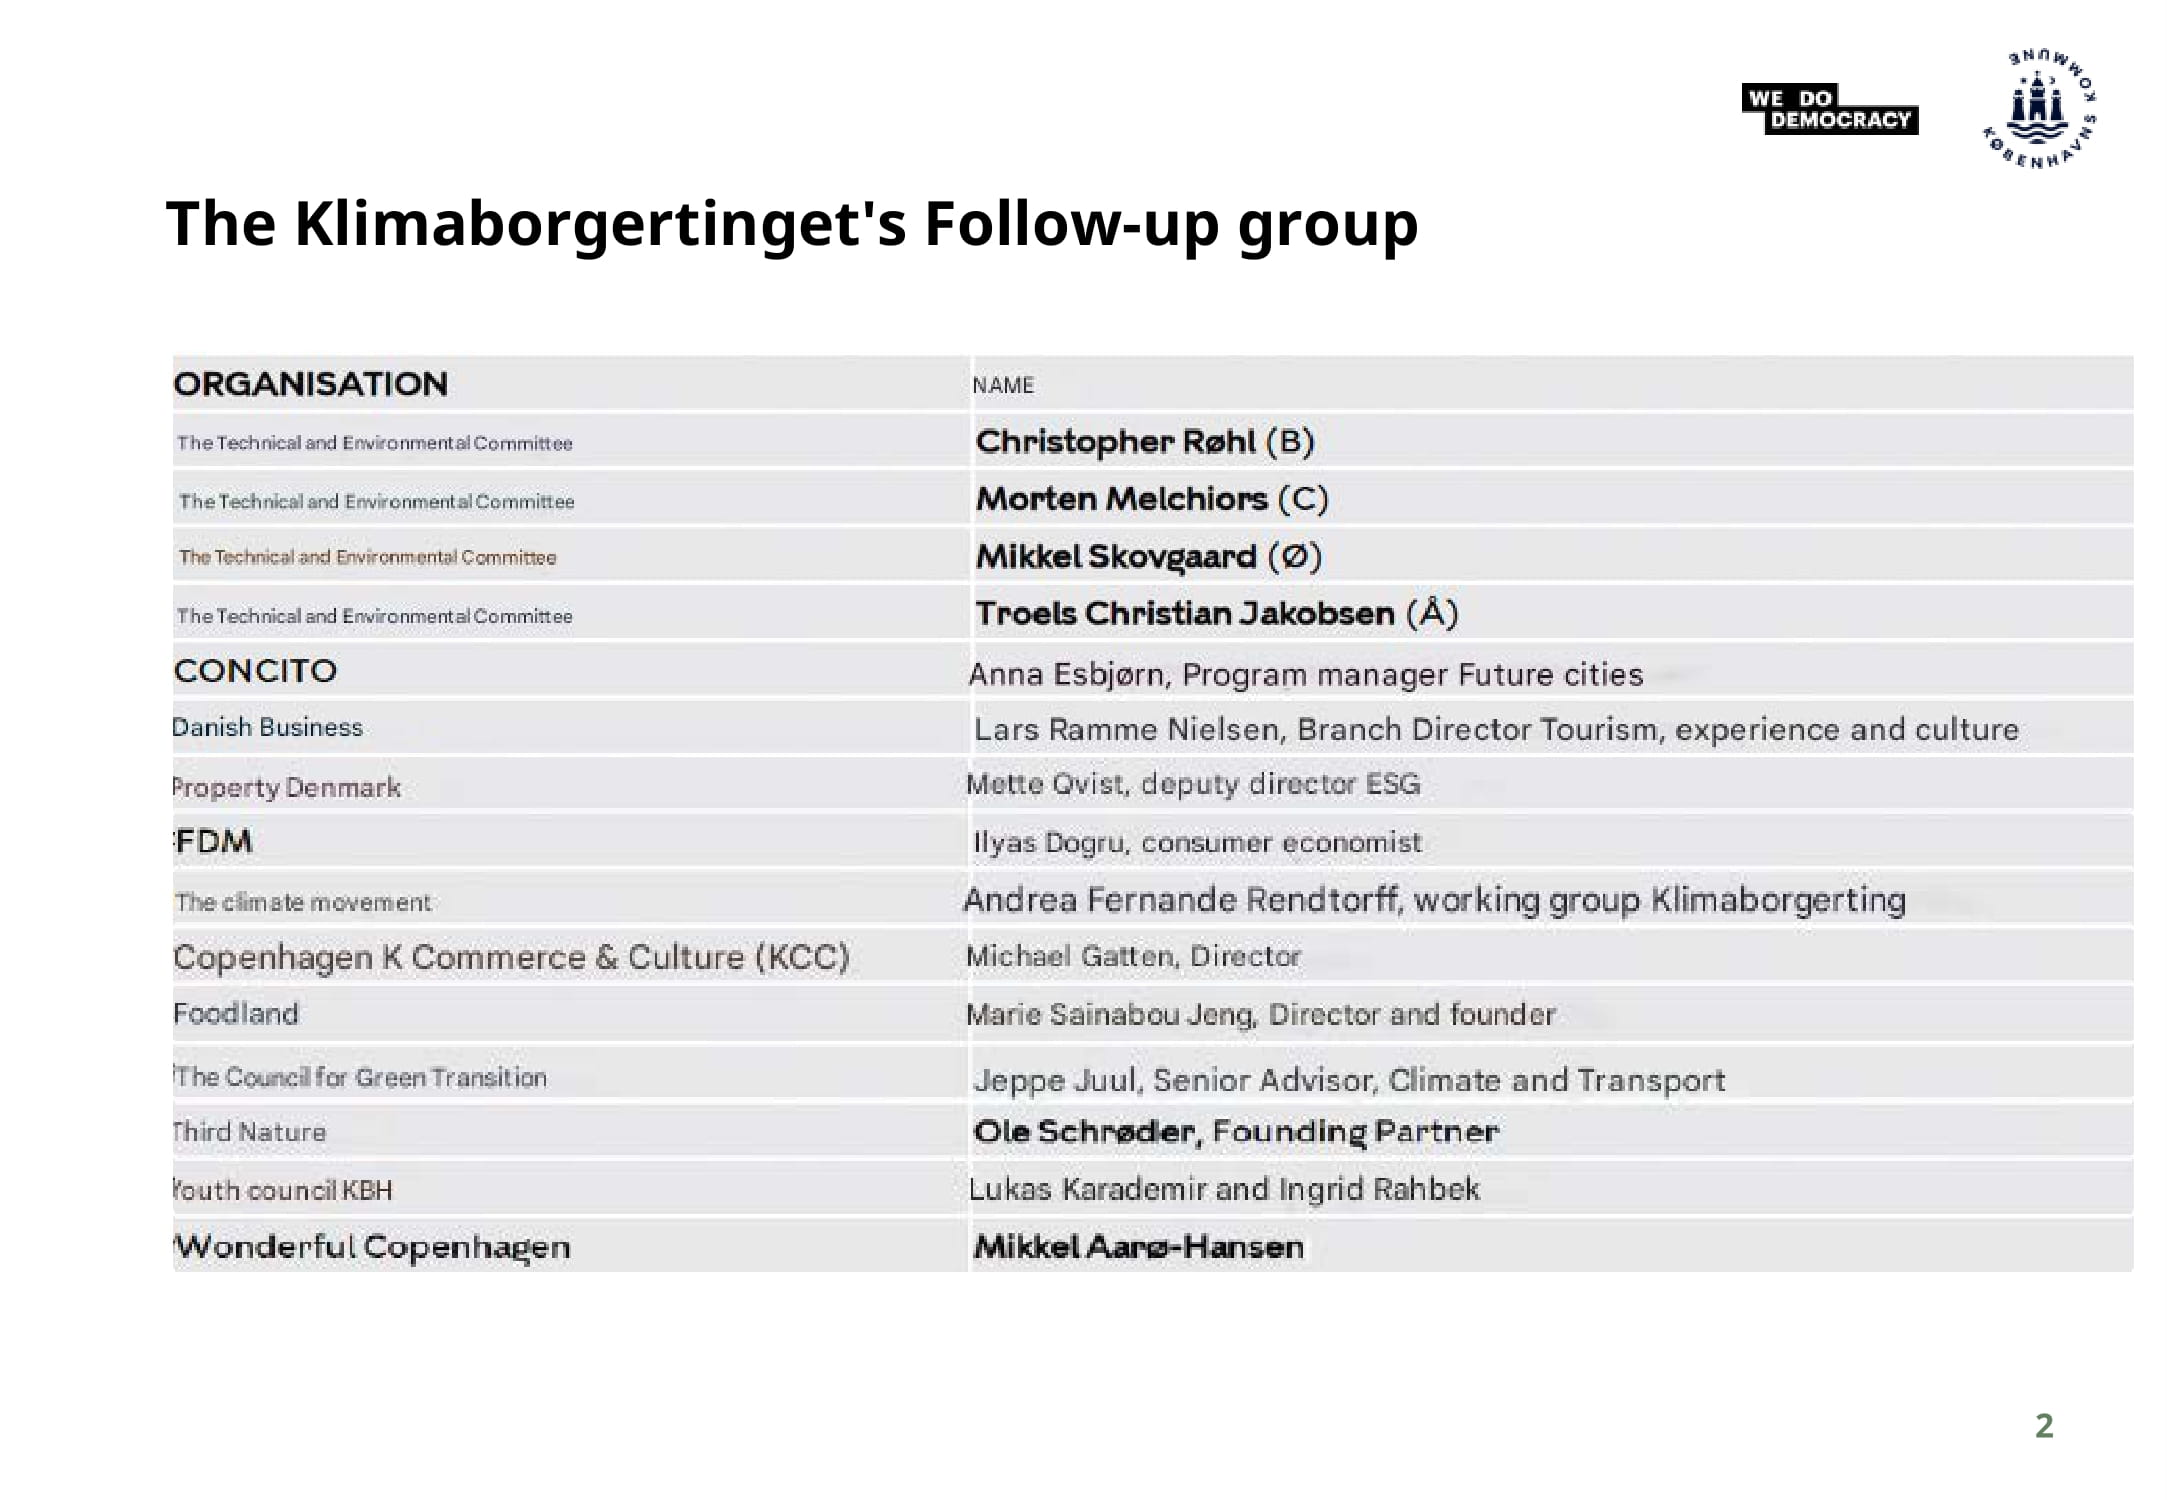 WE DO
DEMOCRACY
KØBENHAVNS KOMMUNE
The Klimaborgertinget's Follow-up group
ORGANISATION NAME
The Technical and Environmental Committee Christopher Røhl (B)
The Technical and Environmental Committee Morten Melchiors (C)
The Technical and Environmental Committee Mikkel Skovgaard (Ø)
The Technical and Environmental Committee Troels Christian Jakobsen (Å)
CONCITO Anna Esbjørn, Program manager Future cities
Danish Business Lars Ramme Nielsen, Branch Director Tourism, experience and culture
Property Denmark Mette Qvist, deputy director ESG
FDM Ilyas Dogru, consumer economist
The climate movement Andrea Fernande Rendtorff, working group Klimaborgerting
Copenhagen K Commerce & Culture (KCC) Michael Gatten, Director
Foodland Marie Sainabou Jeng, Director and founder
The Council for Green Transition Jeppe Juul, Senior Advisor, Climate and Transport
Third Nature Ole Schrøder, Founding Partner
Youth council KBH Lukas Karademir and Ingrid Rahbek
Wonderful Copenhagen Mikkel Aarø-Hansen
2